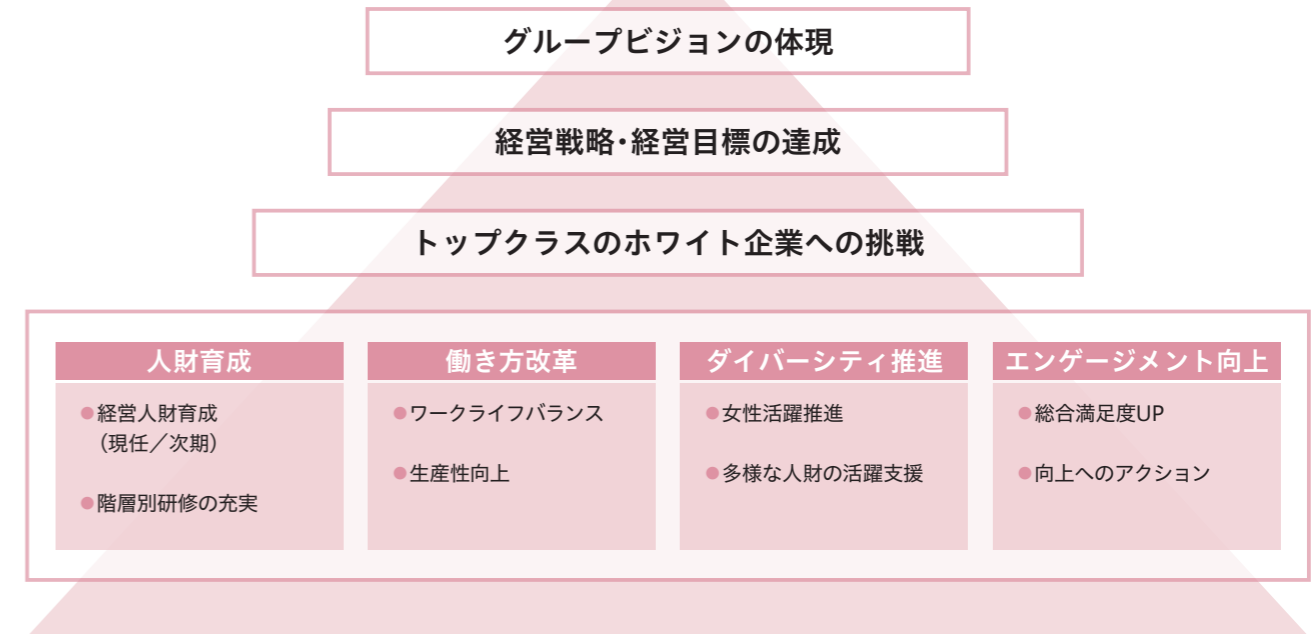 グループビジョンの体現
経営戦略・経営目標の達成
トップクラスのホワイト企業への挑戦
人財育成
●経営人財育成
（現任／次期）
●階層別研修の充実
働き方改革
●ワークライフバランス
●生産性向上
ダイバーシティ推進
●女性活躍推進
●多様な人財の活躍支援
エンゲージメント向上
●総合満足度UP
●向上へのアクション